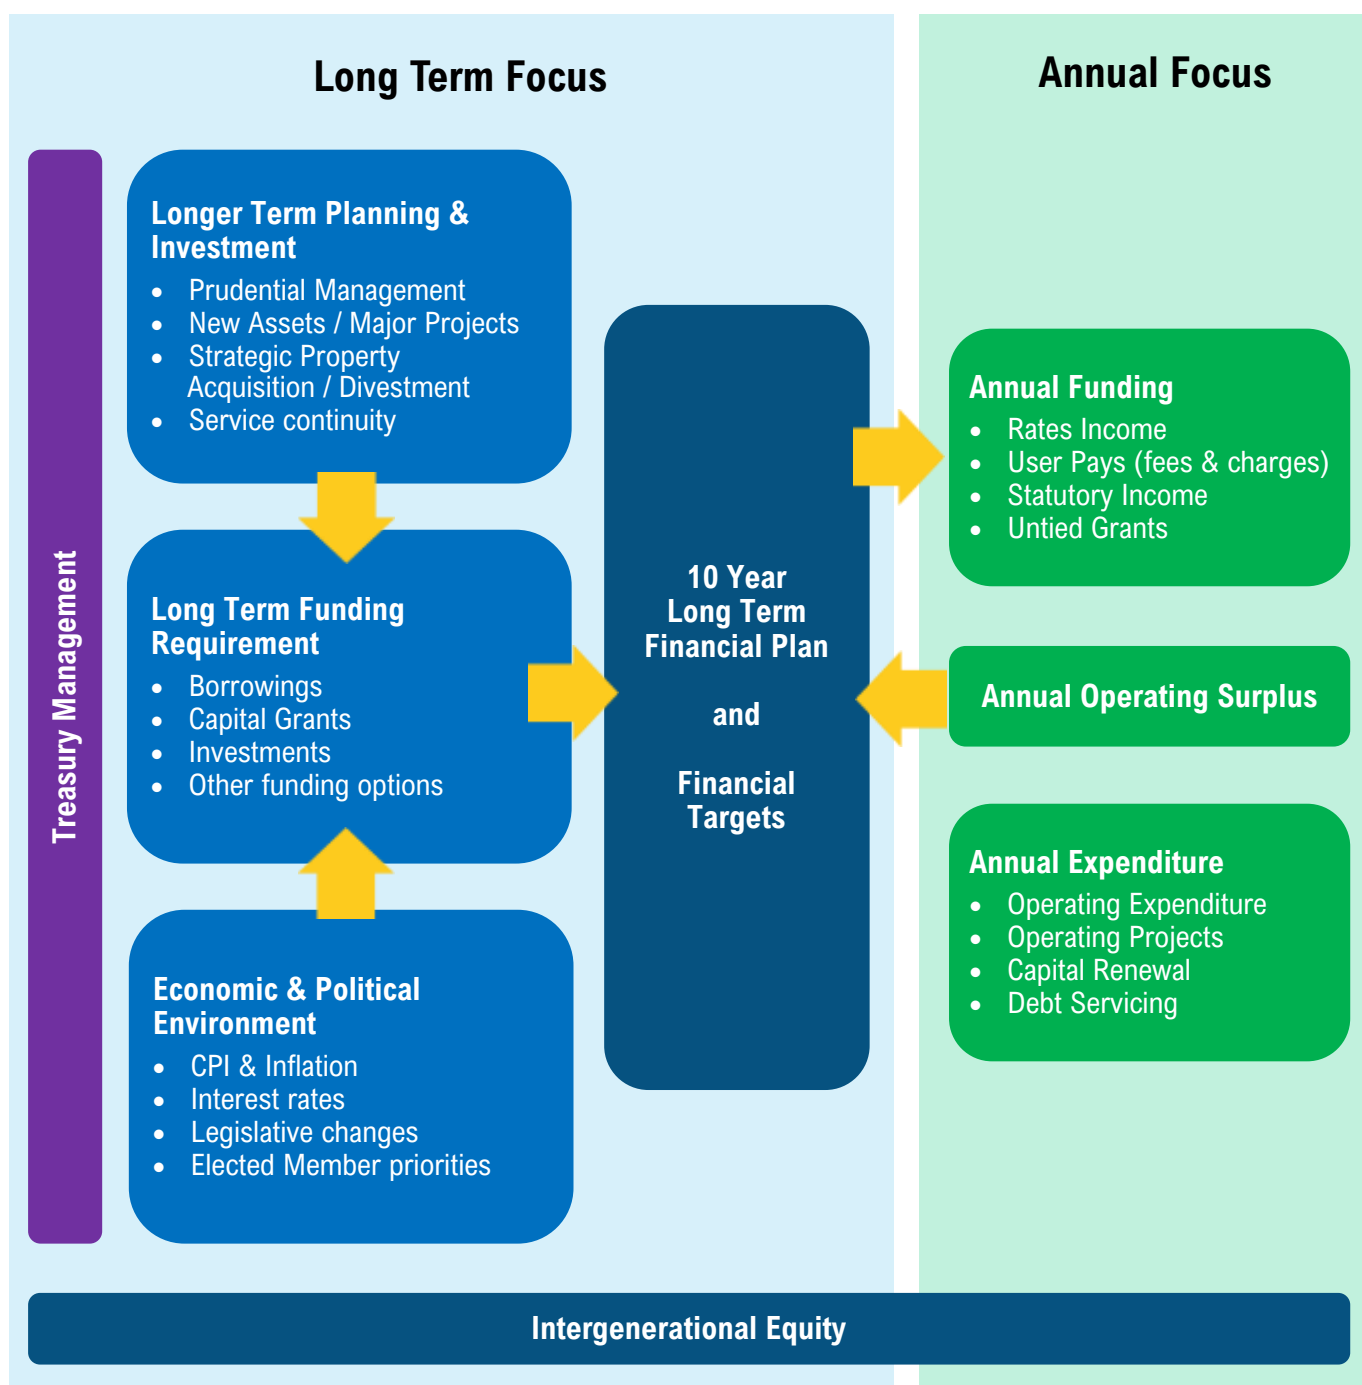 Long Term Focus
Treasury Management
Longer Term Planning &
Investment
• Prudential Management
• New Assets / Major Projects
• Strategic Property
Acquisition / Divestment
• Service continuity
Long Term Funding
Requirement
• Borrowings
• Capital Grants
• Investments
• Other funding options
Economic & Political
Environment
• CPI & Inflation
• Interest rates
• Legislative changes
• Elected Member priorities
10 Year
Long Term
Financial Plan
and
Financial
Targets
Annual Focus
Annual Funding
• Rates Income
• User Pays (fees & charges)
• Statutory Income
• Untied Grants
Annual Operating Surplus
Annual Expenditure
• Operating Expenditure
• Operating Projects
• Capital Renewal
• Debt Servicing
Intergenerational Equity